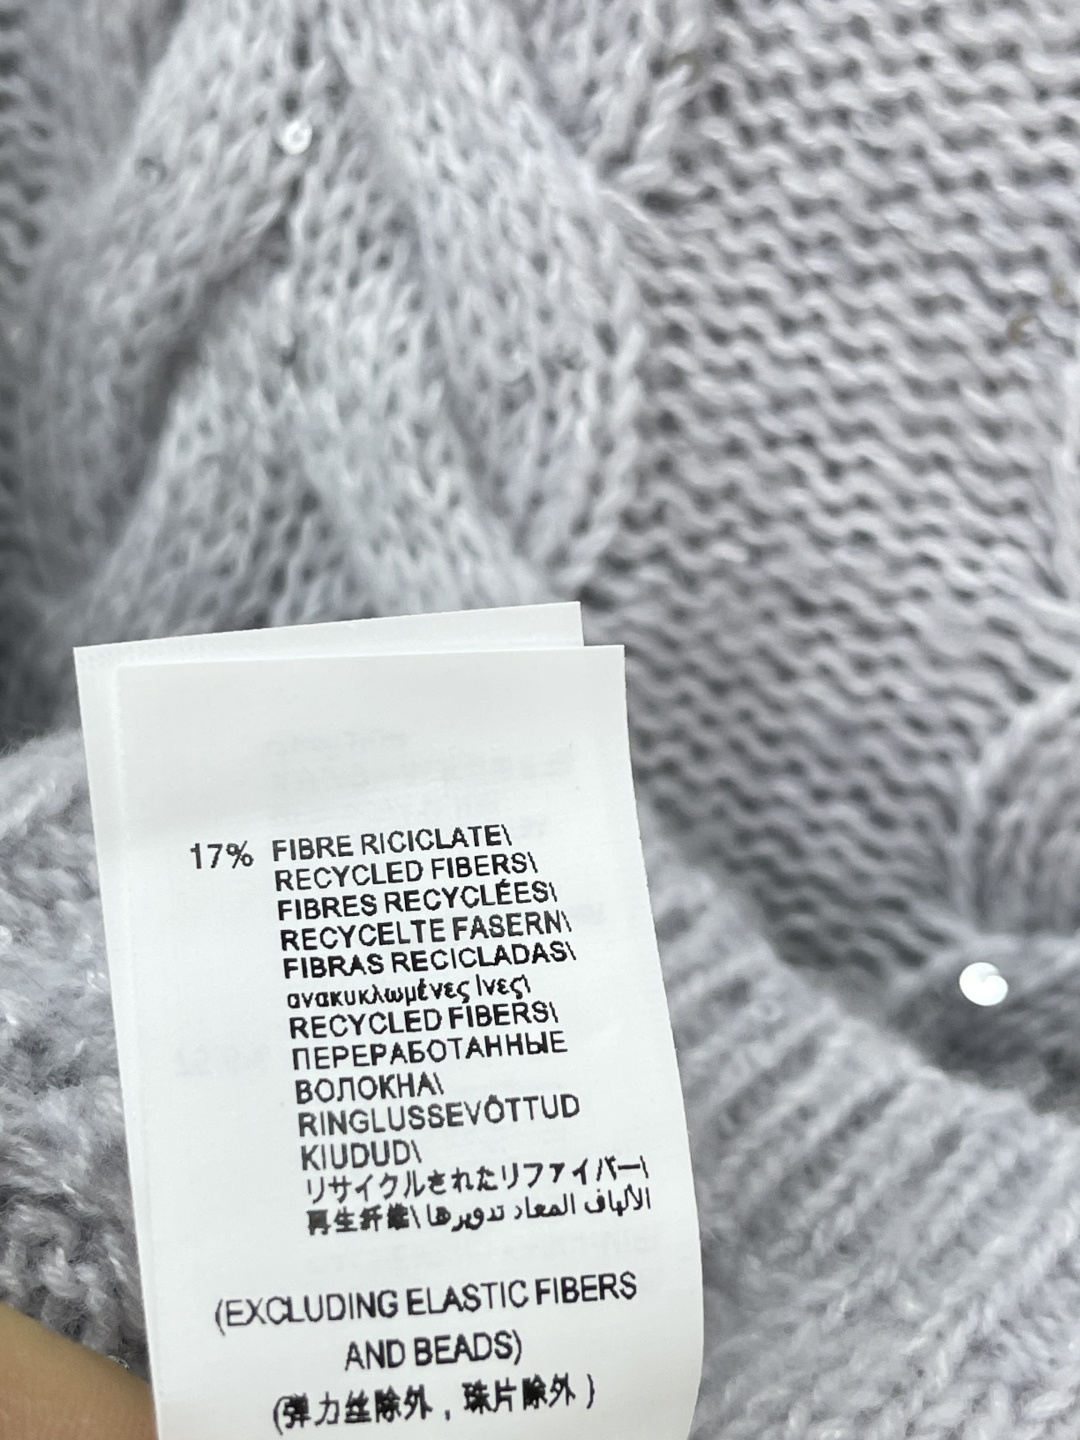 17% FIBRE RICICLATE\
RECYCLED FIBERS\
FIBRES RECYCLÉES\
RECYCELTE FASERN\
FIBRAS RECICLADAS\
ανακυκλωμένες ίνες\
RECYCLED FIBERS\
ПЕРЕРАБОТАННЫЕ
ВОЛОКНА\
RINGLUSSEVÕTTUD
KIUDUD\
リサイクルされたリファイバー\
再生纤维\الألياف المعاد تدويرها
(EXCLUDING ELASTIC FIBERS
AND BEADS)
(弹力丝除外，珠片除外)